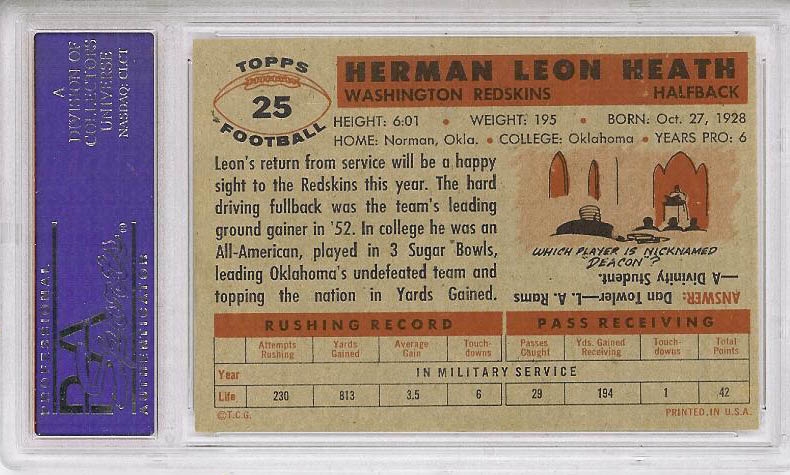 A
DIVISION OF
COLLECTORS
UNIVERSE
NASDAQ: CLCT
PROFESSIONAL
PSA
AUTHENTICATOR
TOPPS
25
FOOTBALL
HERMAN LEON HEATH
WASHINGTON REDSKINS HALFBACK
HEIGHT: 6:01 • WEIGHT: 195 • BORN: Oct. 27, 1928
HOME: Norman, Okla. • COLLEGE: Oklahoma • YEARS PRO: 6
Leon's return from service will be a happy
sight to the Redskins this year. The hard
driving fullback was the team's leading
ground gainer in '52. In college he was an
All-American, played in 3 Sugar Bowls,
leading Oklahoma's undefeated team and
topping the nation in Yards Gained.
WHICH PLAYER IS NICKNAMED
"DEACON"?
ANSWER: Dan Towler—L. A. Rams
—A Divinity Student.
RUSHING RECORD PASS RECEIVING
Attempts Rushing Yards Gained Average Gain Touch-downs Passes Caught Yds. Gained Receiving Touch-downs Total Points
Year IN MILITARY SERVICE
Life 230 813 3.5 6 29 194 1 42
©T.C.G. PRINTED IN U.S.A.